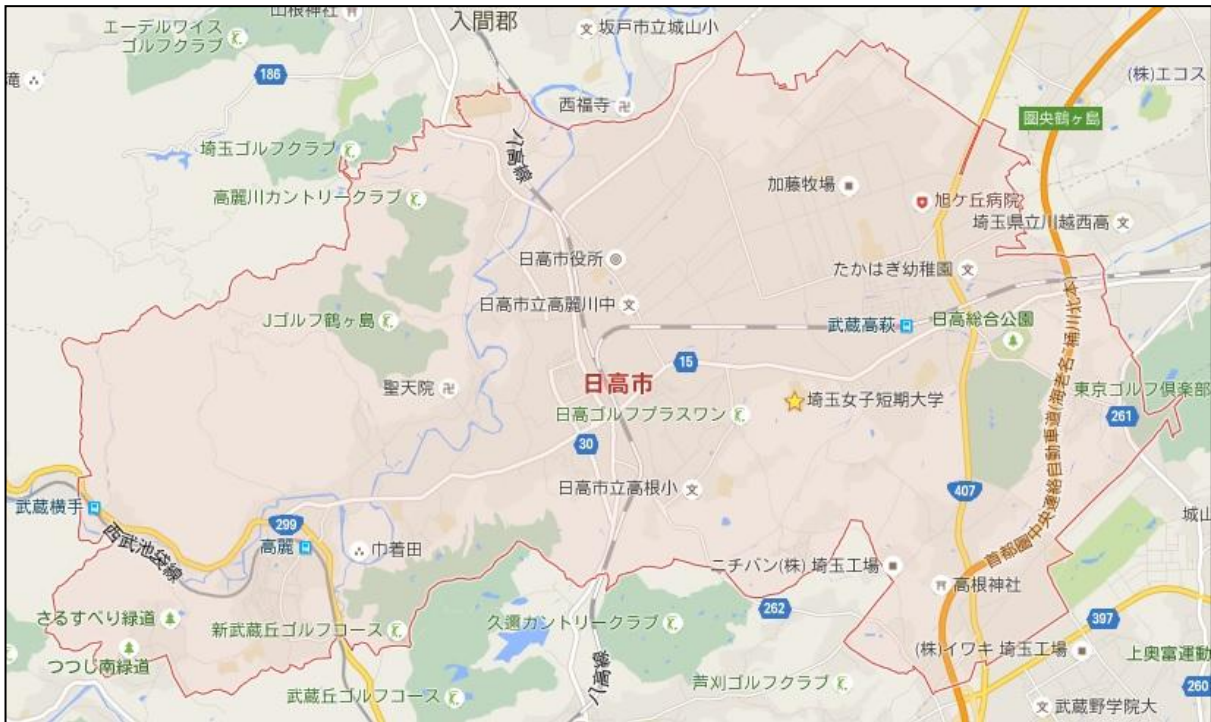 山根神社
入間郡
エーデルワイス
ゴルフクラブ
坂戸市立城山小
滝
186
(株)エコス
西福寺
圏央鶴ヶ島
埼玉ゴルフクラブ
八高線
高麗川カントリークラブ
加藤牧場
旭ケ丘病院
埼玉県立川越西高
日高市役所
たかはぎ幼稚園
日高市立高麗川中
Jゴルフ鶴ヶ島
武蔵高萩
日高総合公園
15
日高市
聖天院
埼玉女子短期大学
東京ゴルフ倶楽部
日高ゴルフプラスワン
261
30
首都圏中央連絡自動車道(海老名-桶川北本)
日高市立高根小
407
武蔵横手
299
城山
西武池袋線
高麗
巾着田
ニチバン(株) 埼玉工場
高根神社
さるすべり緑道
新武蔵丘ゴルフコース
久邇カントリークラブ
262
397
つつじ南緑道
八高線
(株)イワキ 埼玉工場
上奥富運動
武蔵丘ゴルフコース
芦刈ゴルフクラブ
260
武蔵野学院大